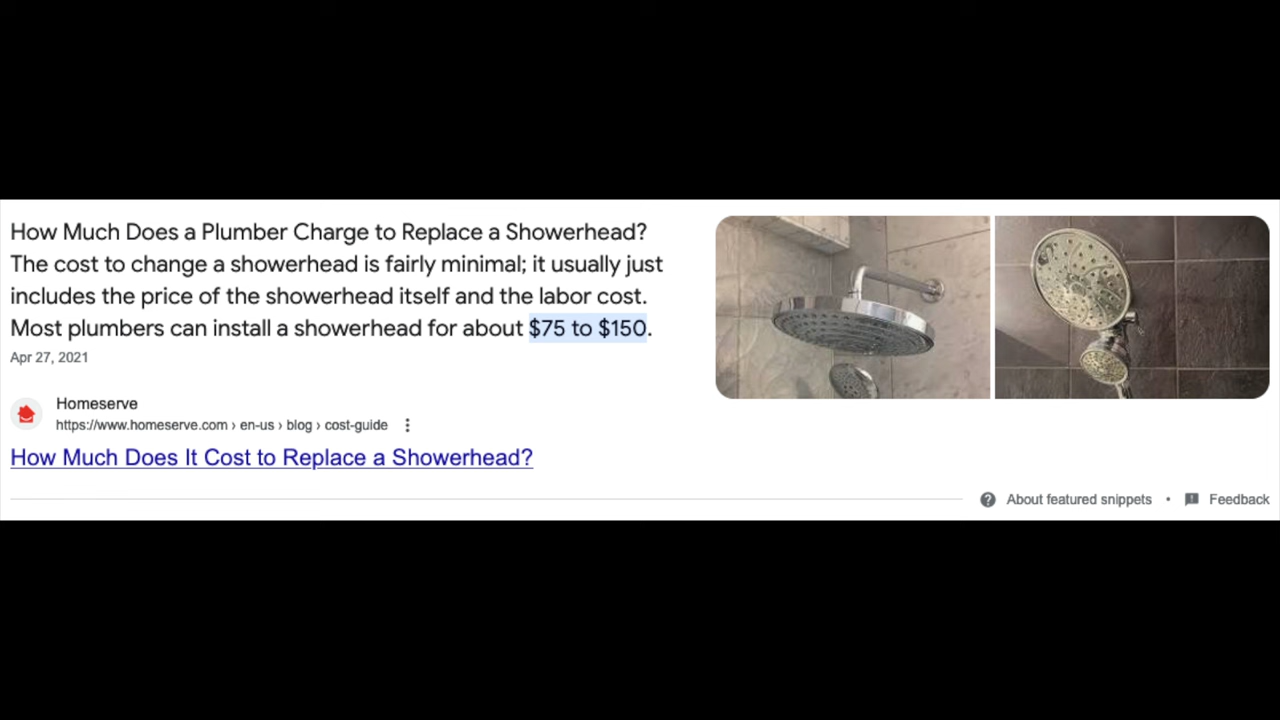 How Much Does a Plumber Charge to Replace a Showerhead?
The cost to change a showerhead is fairly minimal; it usually just
includes the price of the showerhead itself and the labor cost.
Most plumbers can install a showerhead for about $75 to $150.
Apr 27, 2021
Homeserve
https://www.homeserve.com › en-us › blog › cost-guide
How Much Does It Cost to Replace a Showerhead?
About featured snippets • Feedback